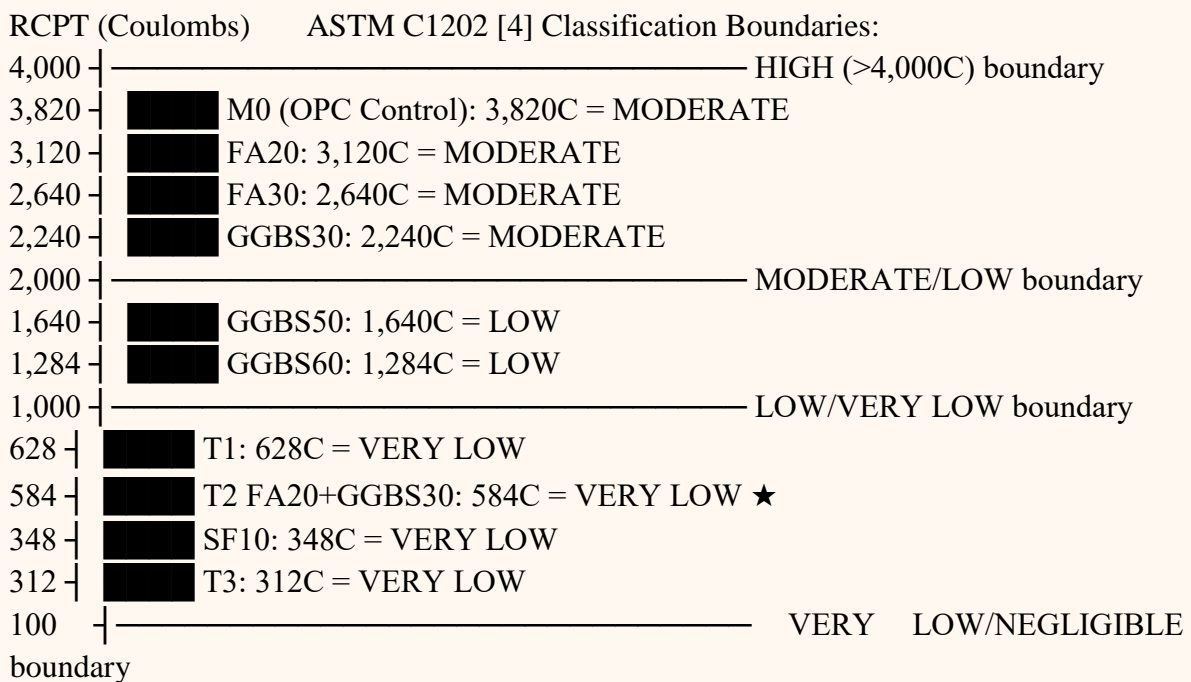 RCPT (Coulombs) ASTM C1202 [4] Classification Boundaries:
4,000 ┤ ──────────────────────────── HIGH (>4,000C) boundary
3,820 ┤ ████ M0 (OPC Control): 3,820C = MODERATE
3,120 ┤ ████ FA20: 3,120C = MODERATE
2,640 ┤ ████ FA30: 2,640C = MODERATE
2,240 ┤ ████ GGBS30: 2,240C = MODERATE
2,000 ┤ ──────────────────────────── MODERATE/LOW boundary
1,640 ┤ ████ GGBS50: 1,640C = LOW
1,284 ┤ ████ GGBS60: 1,284C = LOW
1,000 ┤ ──────────────────────────── LOW/VERY LOW boundary
628 ┤ ████ T1: 628C = VERY LOW
584 ┤ ████ T2 FA20+GGBS30: 584C = VERY LOW ★
348 ┤ ████ SF10: 348C = VERY LOW
312 ┤ ████ T3: 312C = VERY LOW
100 ┤ ──────────────────────────── VERY LOW/NEGLIGIBLE
boundary